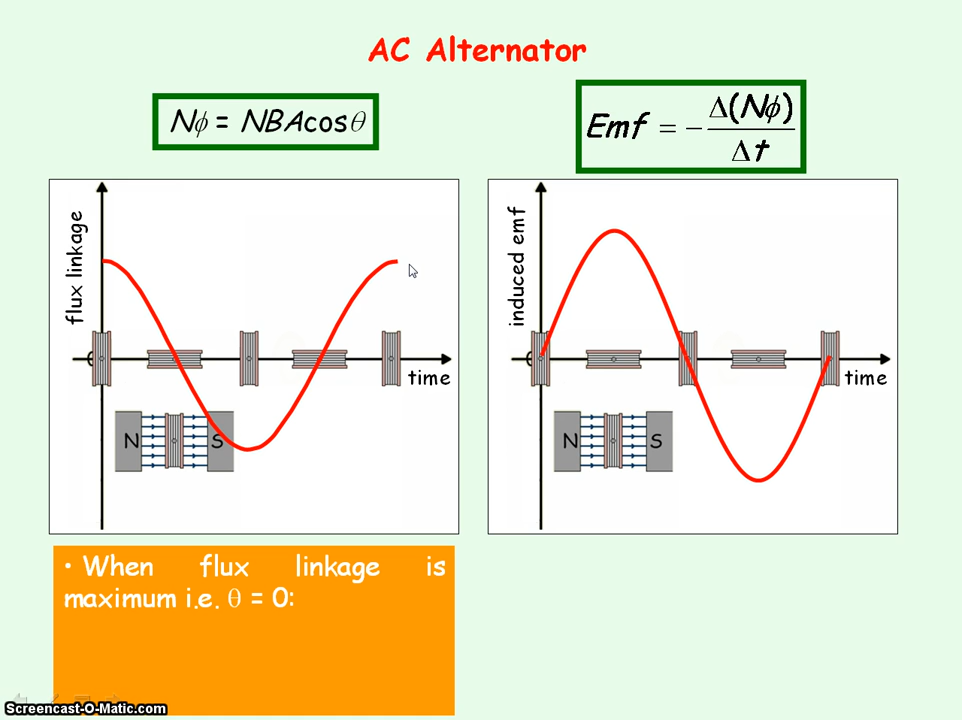 AC Alternator
Nϕ = NBAcosθ
Emf = − Δ(Nϕ) / Δt
flux linkage
time
N S
induced emf
time
N S
• When flux linkage is
maximum i.e. θ = 0:
Screencast-O-Matic.com